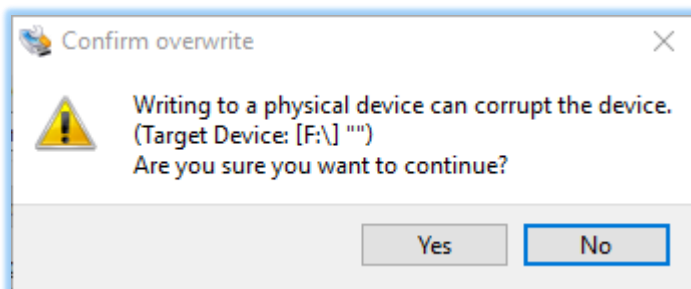 Confirm overwrite
Writing to a physical device can corrupt the device.
(Target Device: [F:\] "")
Are you sure you want to continue?
Yes
No